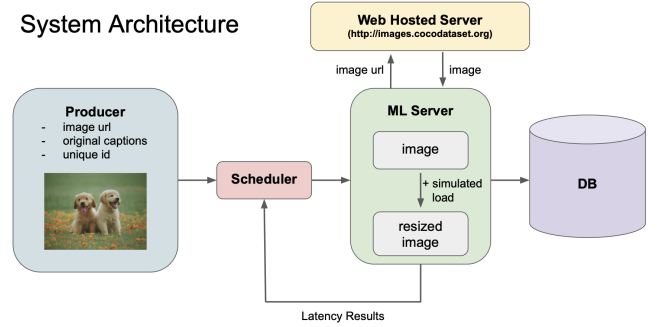 System Architecture
Web Hosted Server
(http://images.cocodataset.org)
image url
image
Producer
- image url
- original captions
- unique id
Scheduler
ML Server
image
+ simulated
load
resized
image
DB
Latency Results